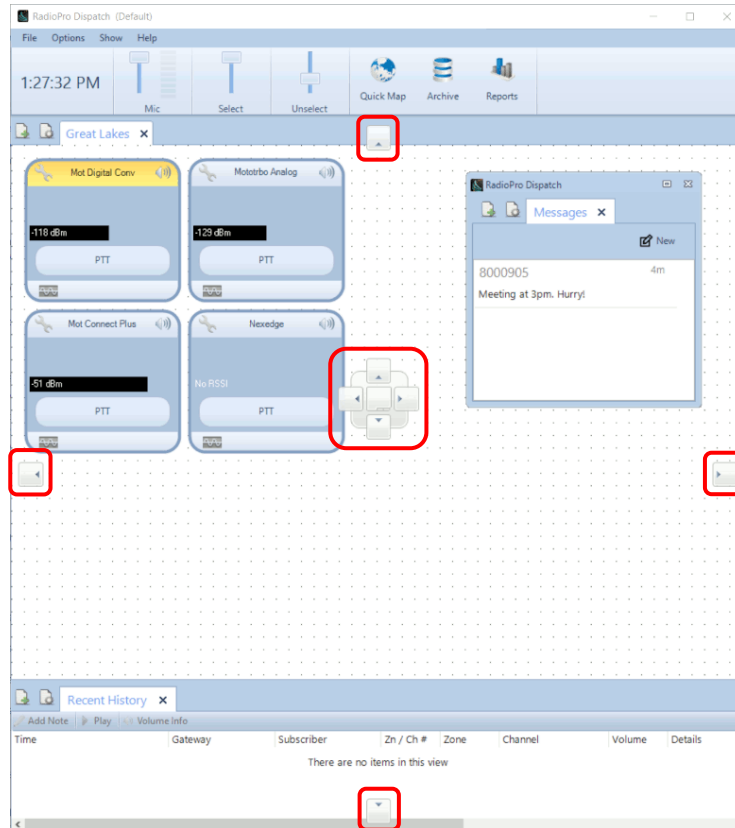 RadioPro Dispatch (Default)
File Options Show Help
1:27:32 PM
Mic Select Unselect Quick Map Archive Reports
Great Lakes
Mot Digital Conv
-118 dBm
PTT
Mototrbo Analog
-129 dBm
PTT
RadioPro Dispatch
Messages
New
8000905 4m
Meeting at 3pm. Hurry!
Mot Connect Plus
-51 dBm
PTT
Nexedge
No RSSI
PTT
Recent History
Add Note Play Volume Info
Time Gateway Subscriber Zn / Ch # Zone Channel Volume Details
There are no items in this view